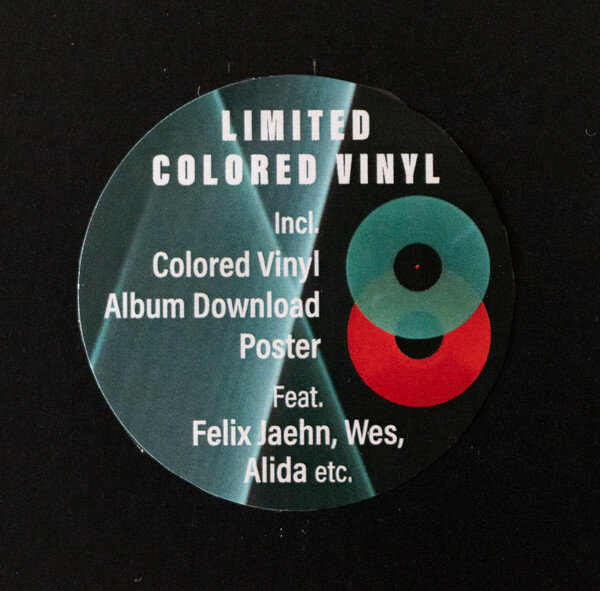 LIMITED
COLORED VINYL
Incl.
Colored Vinyl
Album Download
Poster
Feat.
Felix Jaehn, Wes,
Alida etc.